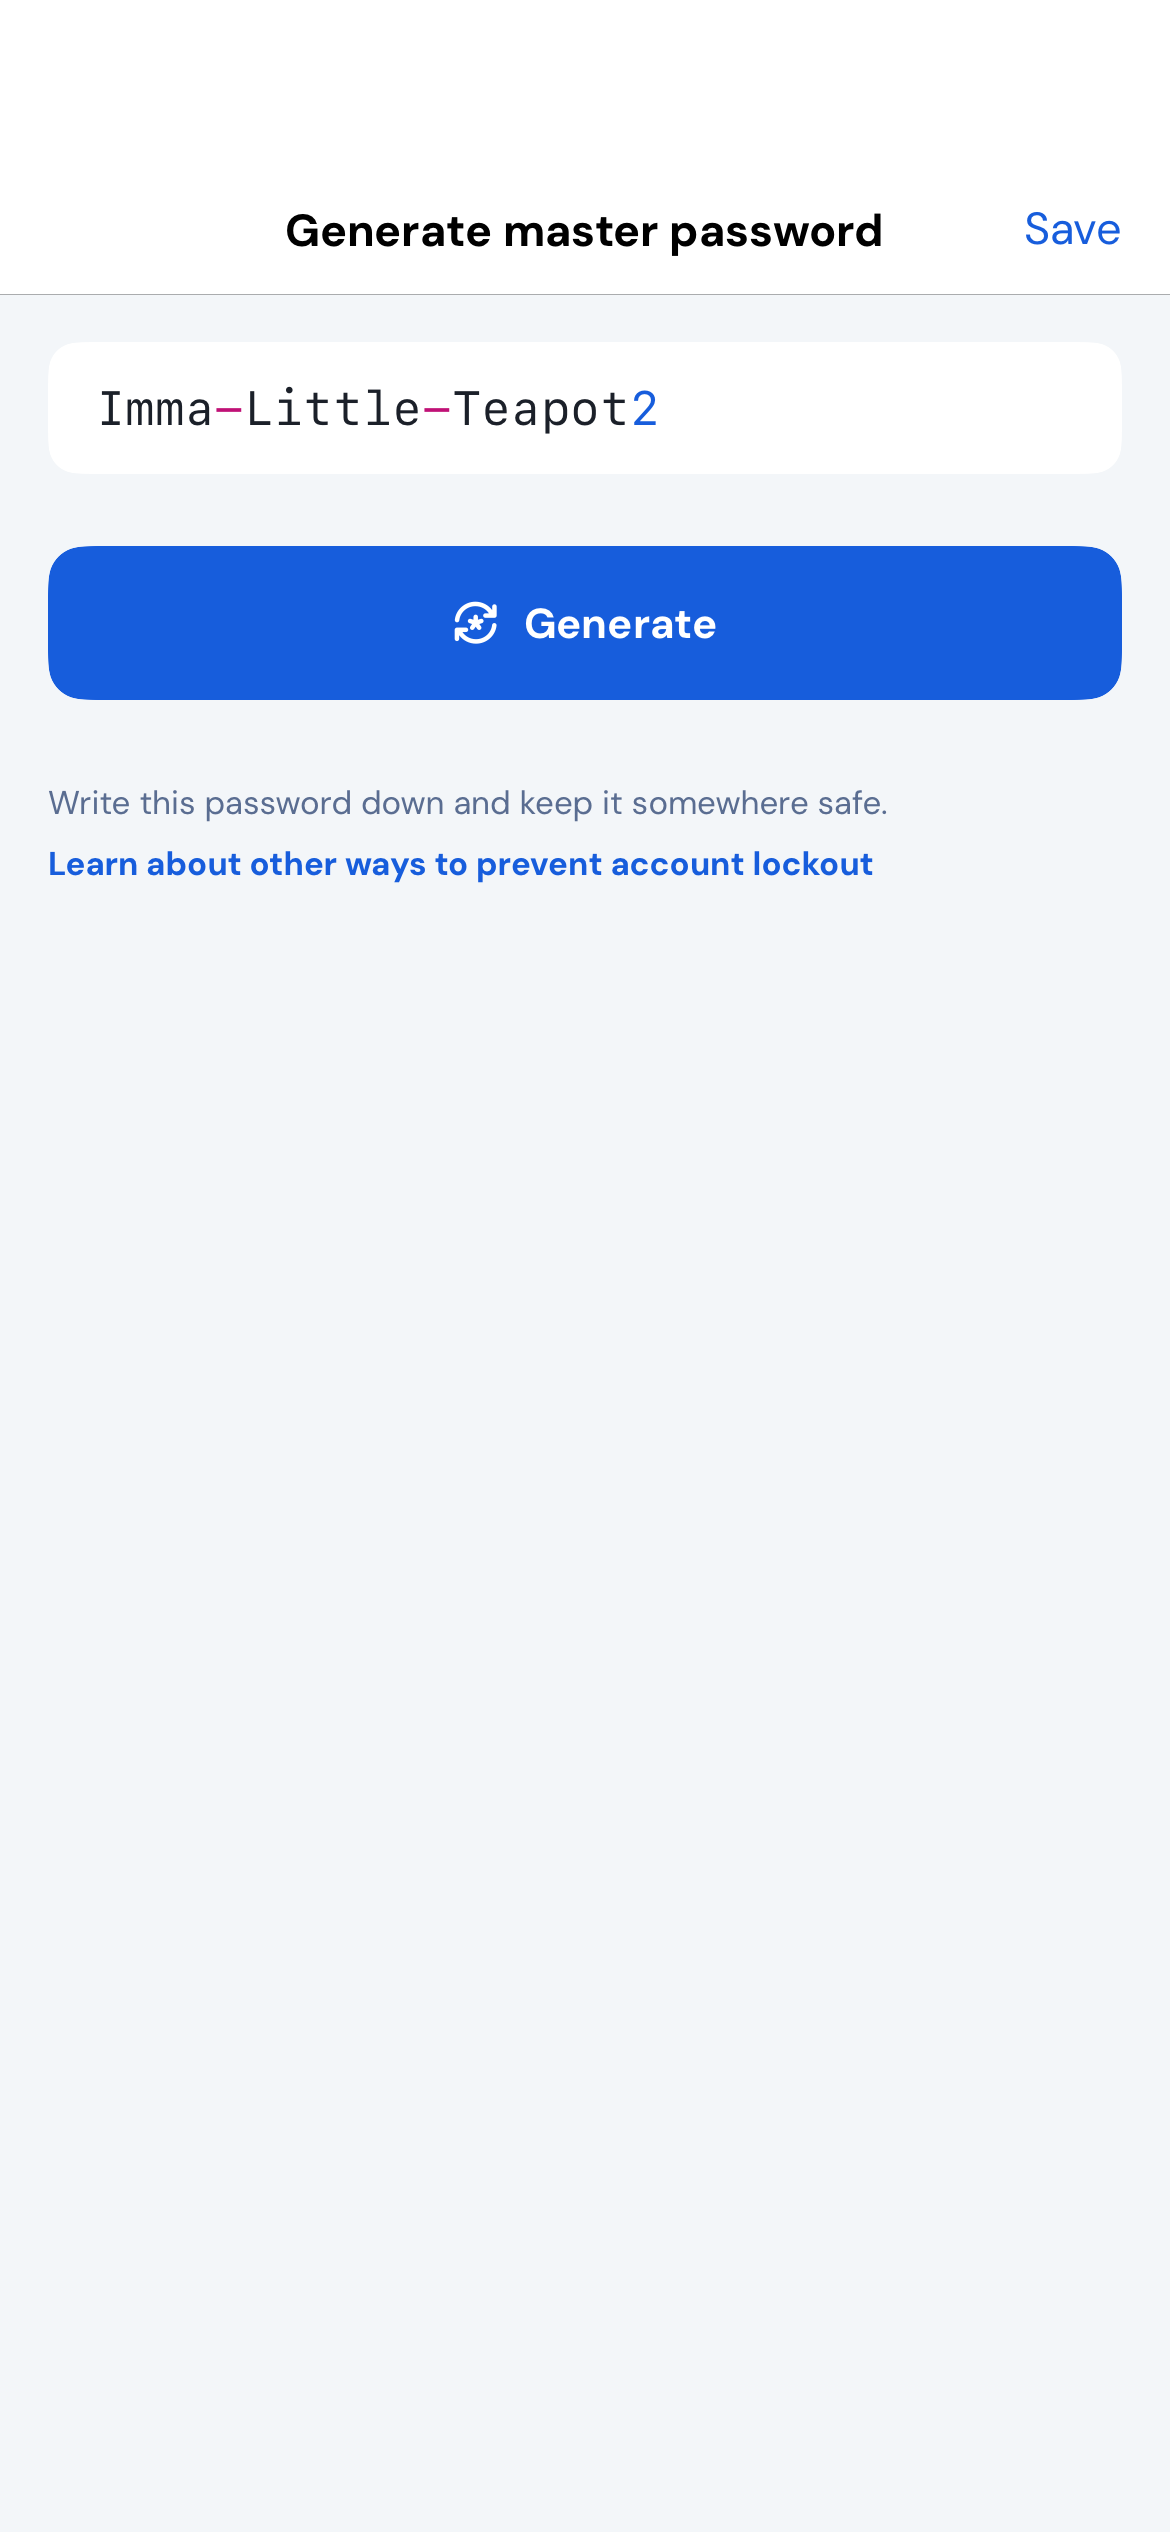 Generate master password
Save
Imma-Little-Teapot2
Generate
Write this password down and keep it somewhere safe.
Learn about other ways to prevent account lockout